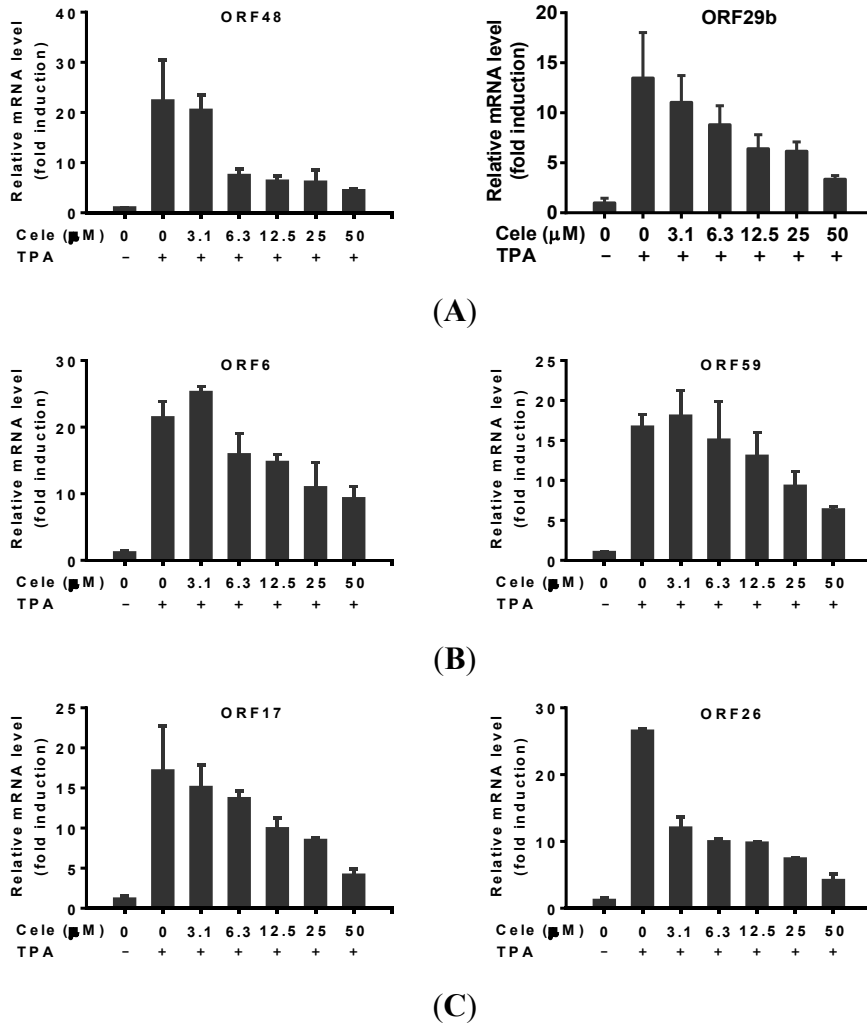 ORF48
Relative mRNA level
(fold induction)
40
30
20
10
0
Cele (μM) 0 0 3.1 6.3 12.5 25 50
TPA – + + + + + +
ORF29b
Relative mRNA level
(fold induction)
20
15
10
5
0
Cele (μM) 0 0 3.1 6.3 12.5 25 50
TPA – + + + + + +
(A)
ORF6
Relative mRNA level
(fold induction)
30
20
10
0
Cele (μM) 0 0 3.1 6.3 12.5 25 50
TPA – + + + + + +
ORF59
Relative mRNA level
(fold induction)
25
20
15
10
5
0
Cele (μM) 0 0 3.1 6.3 12.5 25 50
TPA – + + + + + +
(B)
ORF17
Relative mRNA level
(fold induction)
25
20
15
10
5
0
Cele (μM) 0 0 3.1 6.3 12.5 25 50
TPA – + + + + + +
ORF26
Relative mRNA level
(fold induction)
30
20
10
0
Cele (μM) 0 0 3.1 6.3 12.5 25 50
TPA – + + + + + +
(C)